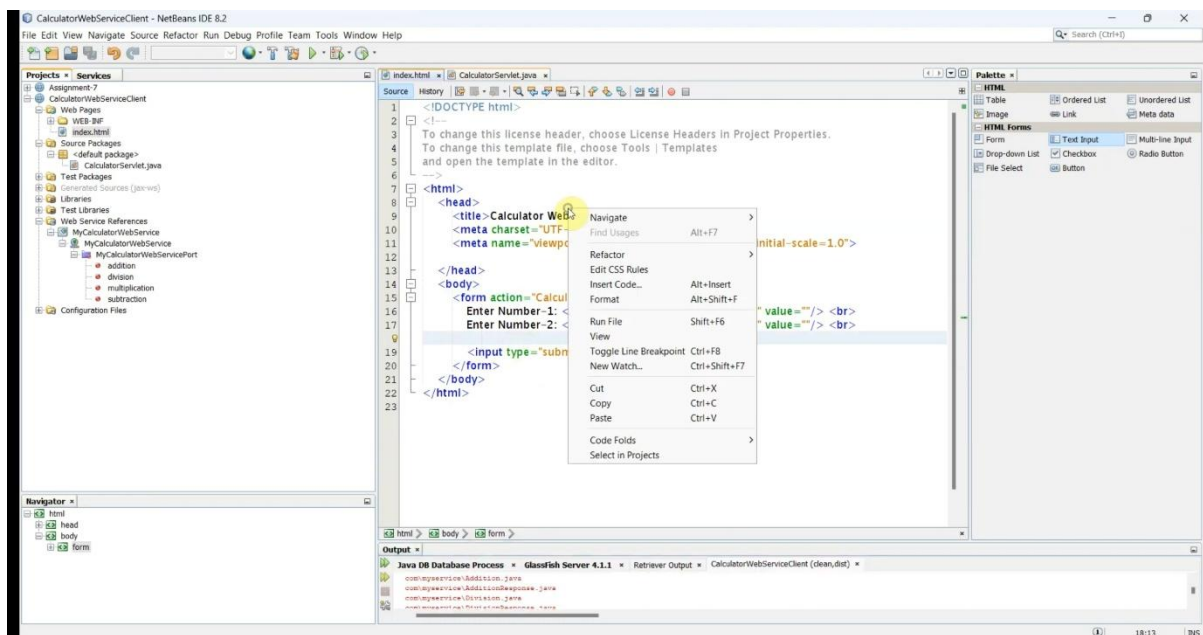 CalculatorWebServiceClient - NetBeans IDE 8.2
File Edit View Navigate Source Refactor Run Debug Profile Team Tools Window Help
Search (Ctrl+I)
Projects × Services
Assignment-7
CalculatorWebServiceClient
Web Pages
WEB-INF
index.html
Source Packages
<default package>
CalculatorServlet.java
Test Packages
Generated Sources (jax-ws)
Libraries
Test Libraries
Web Service References
MyCalculatorWebService
MyCalculatorWebService
MyCalculatorWebServicePort
addition
division
multiplication
subtraction
Configuration Files
Navigator ×
html
head
body
form
index.html × CalculatorServlet.java ×
Source History
1 <!DOCTYPE html>
2 <!--
3 To change this license header, choose License Headers in Project Properties.
4 To change this template file, choose Tools | Templates
5 and open the template in the editor.
6 -->
7 <html>
8 <head>
9 <title>Calculator Web
10 <meta charset="UTF-
11 <meta name="viewpo nitial-scale=1.0">
12
13 </head>
14 <body>
15 <form action="Calcul
16 Enter Number-1: < " value=""/> <br>
17 Enter Number-2: < " value=""/> <br>
19 <input type="subm
20 </form>
21 </body>
22 </html>
23
Navigate
Find Usages Alt+F7
Refactor
Edit CSS Rules
Insert Code... Alt+Insert
Format Alt+Shift+F
Run File Shift+F6
View
Toggle Line Breakpoint Ctrl+F8
New Watch... Ctrl+Shift+F7
Cut Ctrl+X
Copy Ctrl+C
Paste Ctrl+V
Code Folds
Select in Projects
html body form
Output ×
Java DB Database Process × GlassFish Server 4.1.1 × Retriever Output × CalculatorWebServiceClient (clean,dist) ×
com\myservice\Addition.java
com\myservice\AdditionResponse.java
com\myservice\Division.java
Palette ×
HTML
Table Ordered List Unordered List
Image Link Meta data
HTML Forms
Form Text Input Multi-line Input
Drop-down List Checkbox Radio Button
File Select Button
18:13 INS